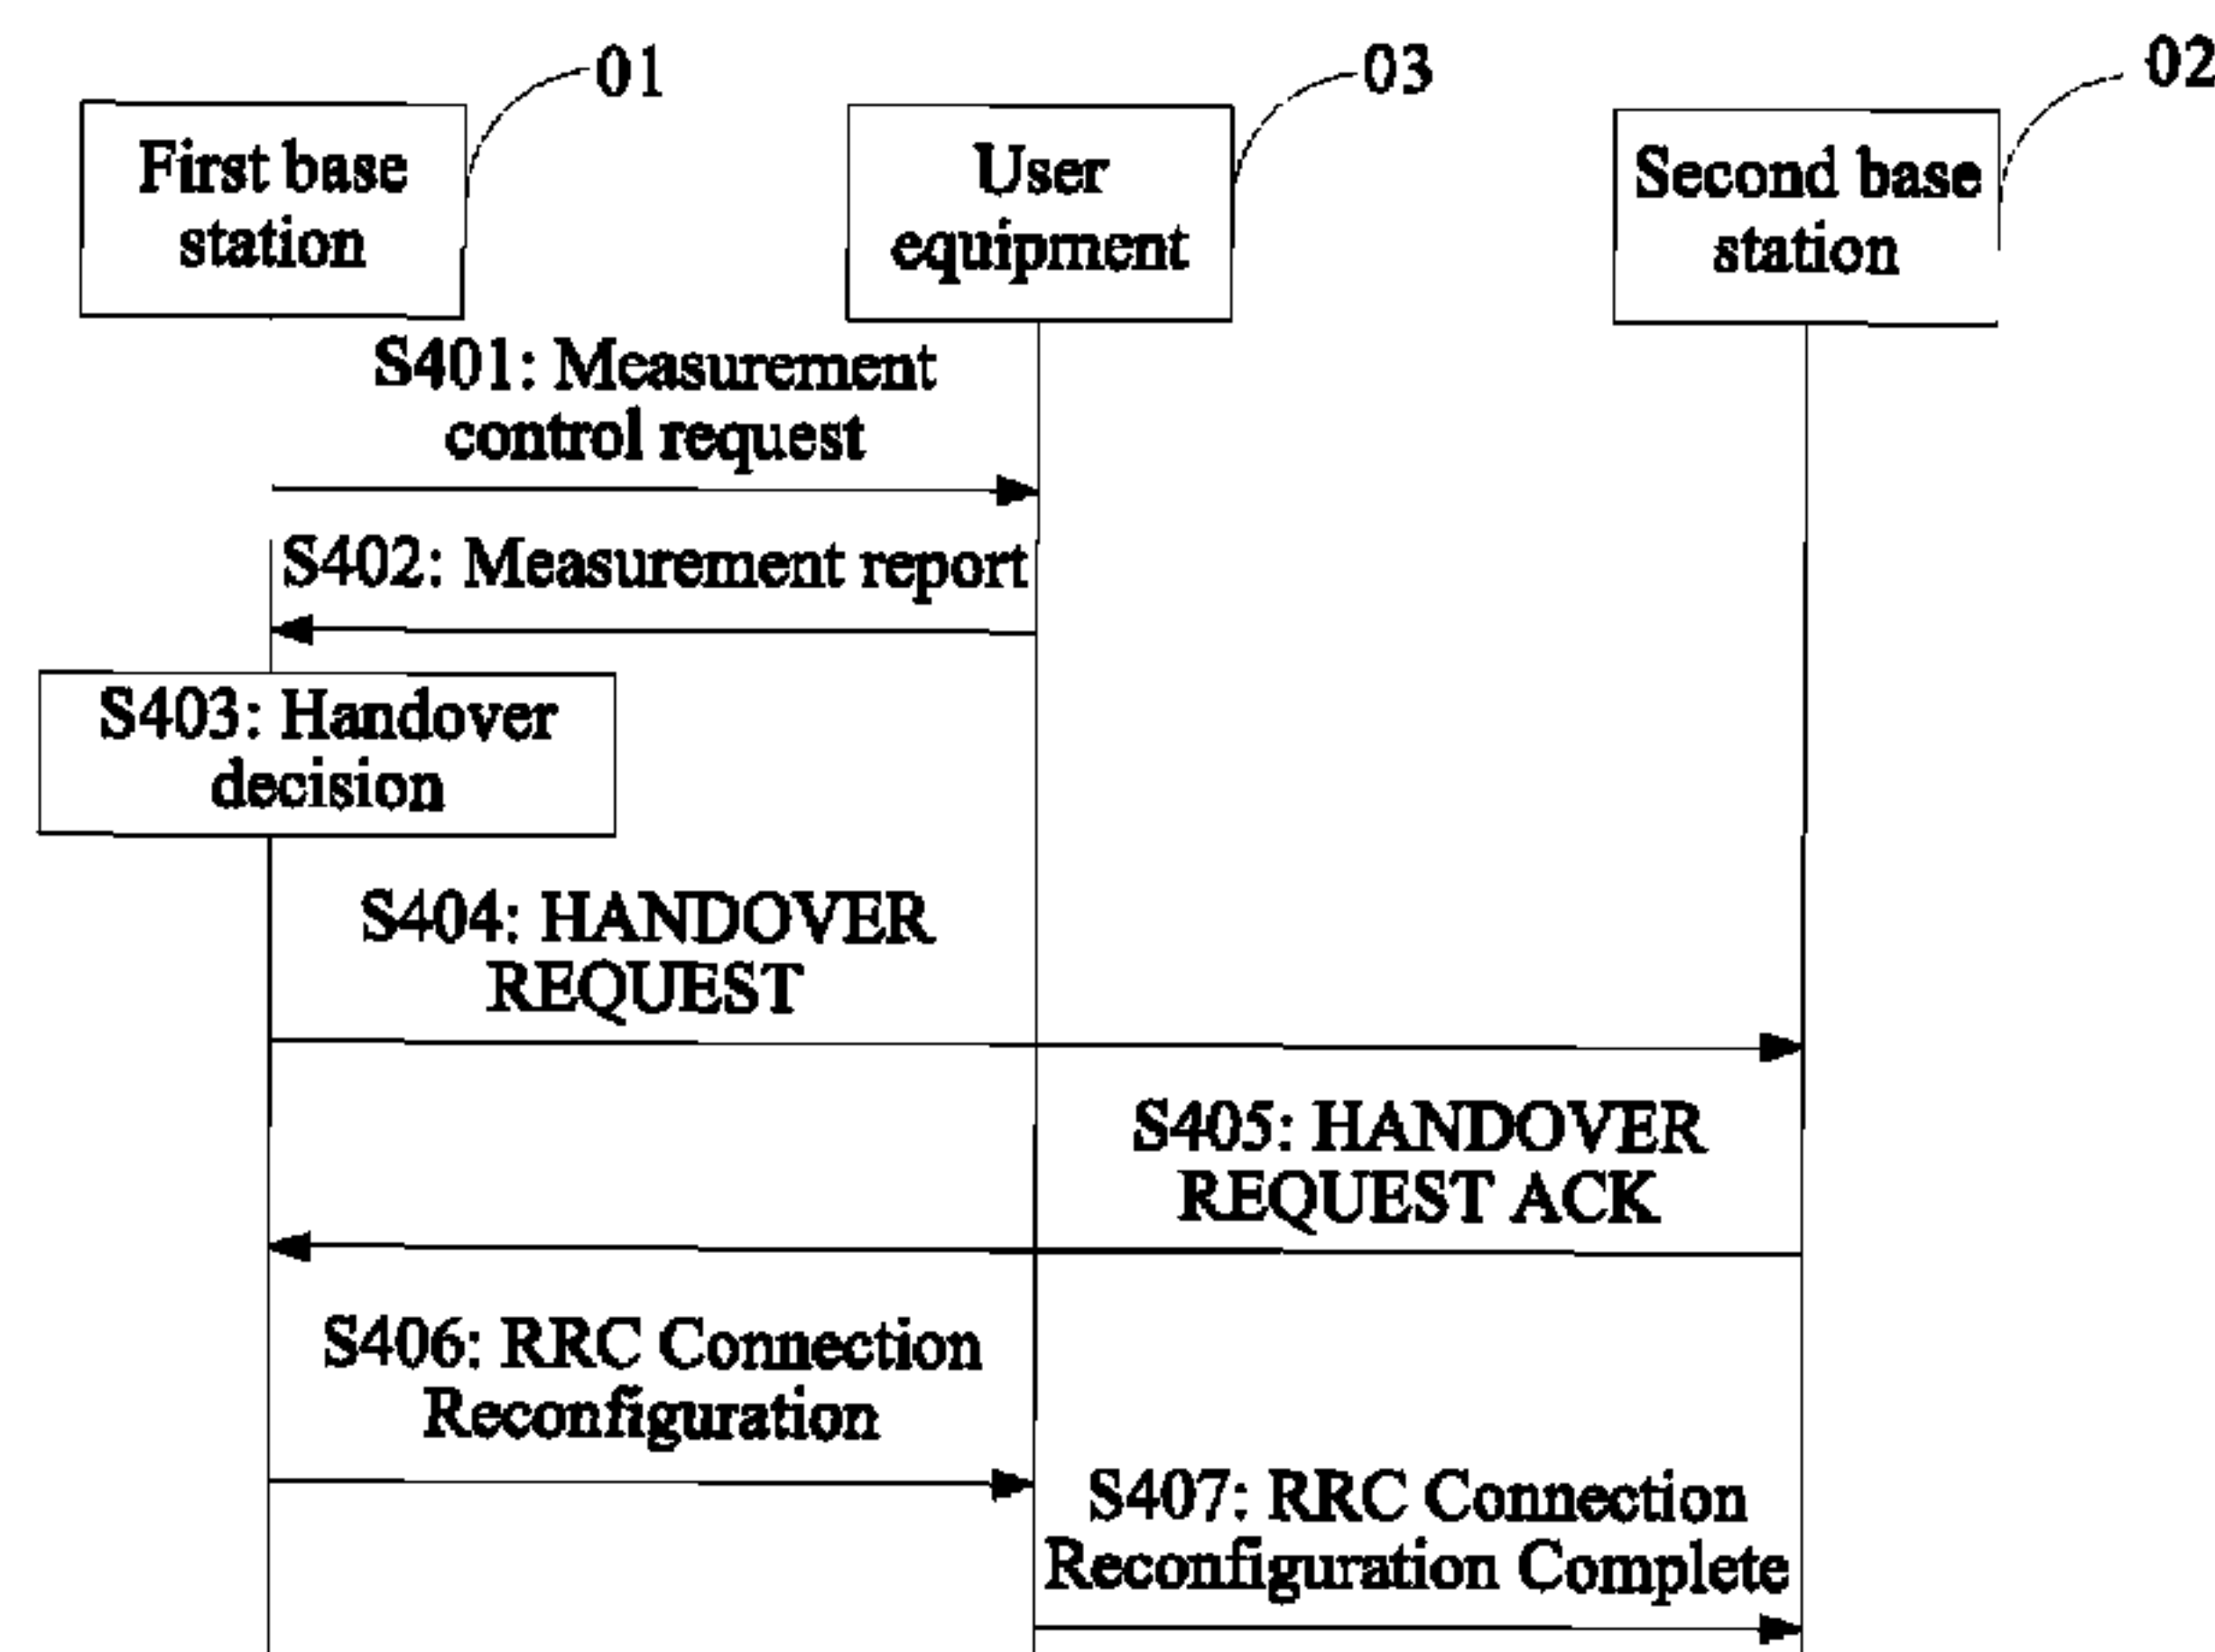 01
03
02
First base
station
User
equipment
Second base
station
S401: Measurement
control request
S402: Measurement report
S403: Handover
decision
S404: HANDOVER
REQUEST
S405: HANDOVER
REQUEST ACK
S406: RRC Connection
Reconfiguration
S407: RRC Connection
Reconfiguration Complete